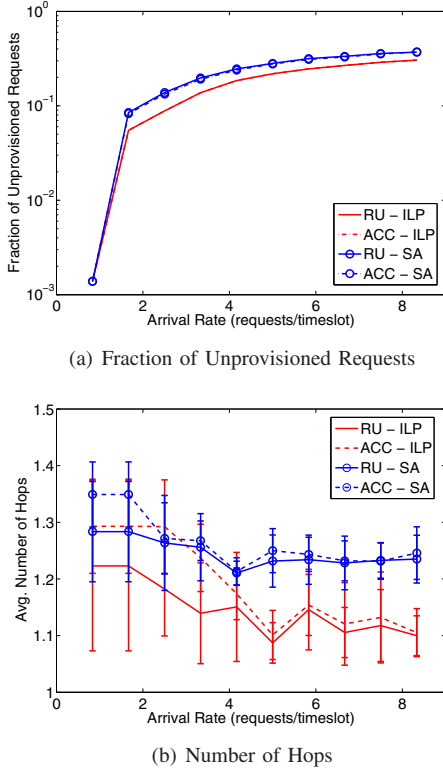 10^0
10^-1
10^-2
10^-3
Fraction of Unprovisioned Requests
RU − ILP
ACC − ILP
RU − SA
ACC − SA
0 2 4 6 8
Arrival Rate (requests/timeslot)
(a) Fraction of Unprovisioned Requests
1.5
1.4
1.3
1.2
1.1
1
Avg. Number of Hops
RU − ILP
ACC − ILP
RU − SA
ACC − SA
0 2 4 6 8
Arrival Rate (requests/timeslot)
(b) Number of Hops